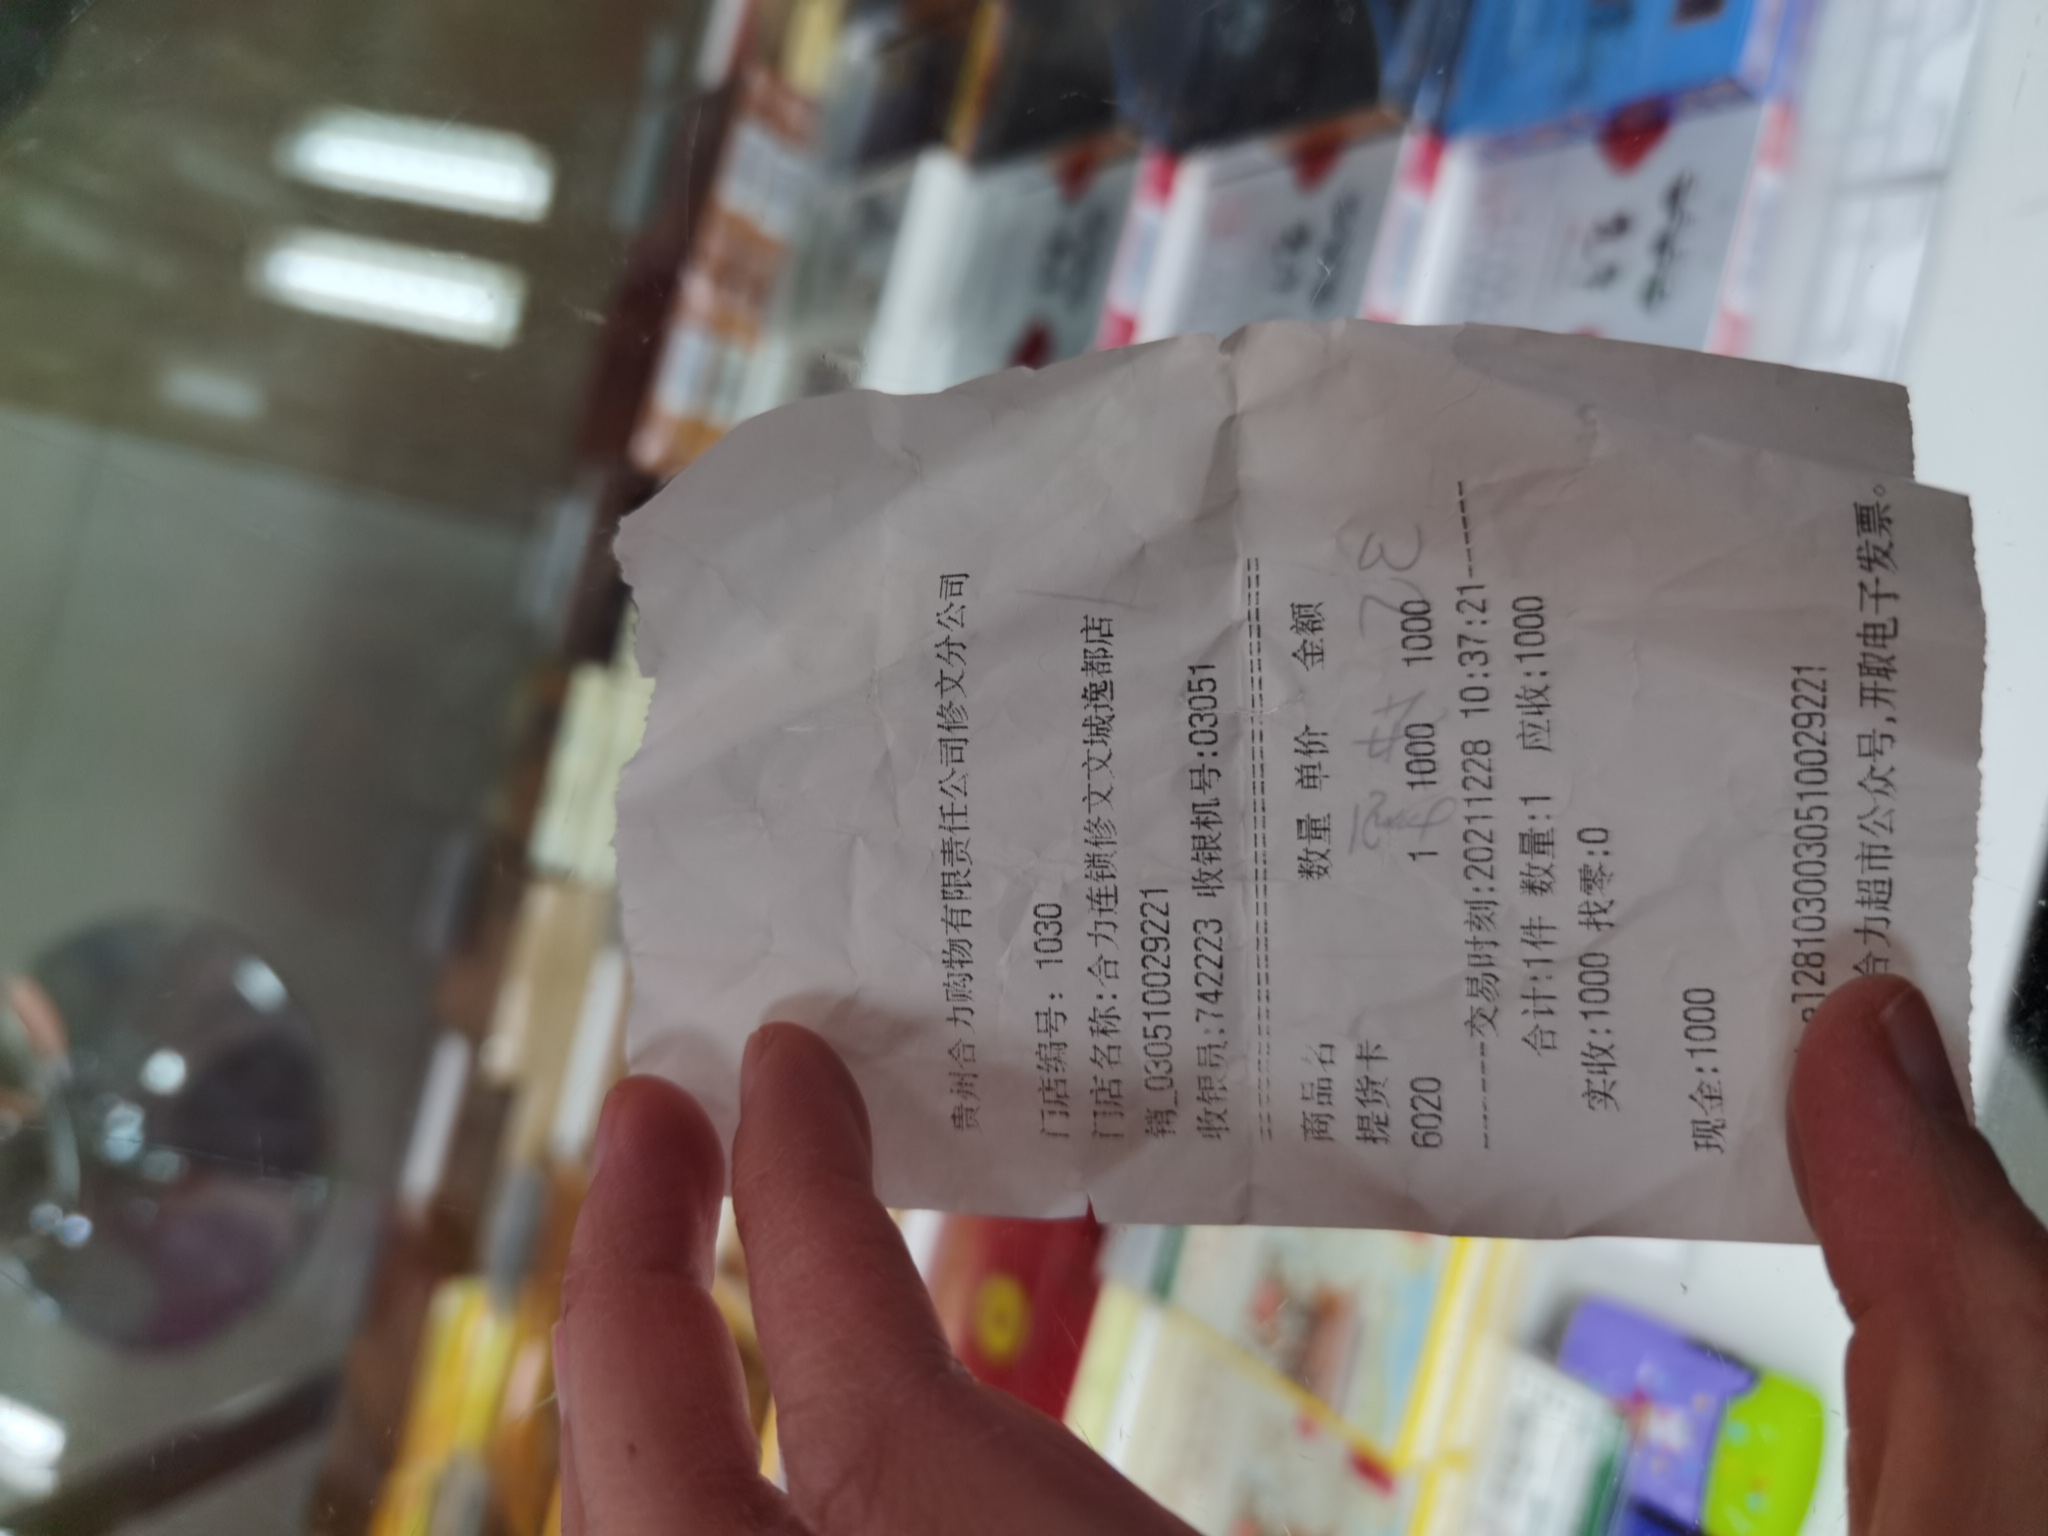 贵州合力购物有限责任公司修文分公司
门店编号: 1030
门店名称:合力连锁修文文城逸都店
销_030510029221
收银员:742223 收银机号:03051
商品名 数量 单价 金额
提货卡
6020 1 1000 1000
------交易时刻:20211228 10:37:21------
合计:1件 数量:1 应收:1000
实收:1000 找零:0
现金:1000
281030030510029221
合力超市公众号,开取电子发票。